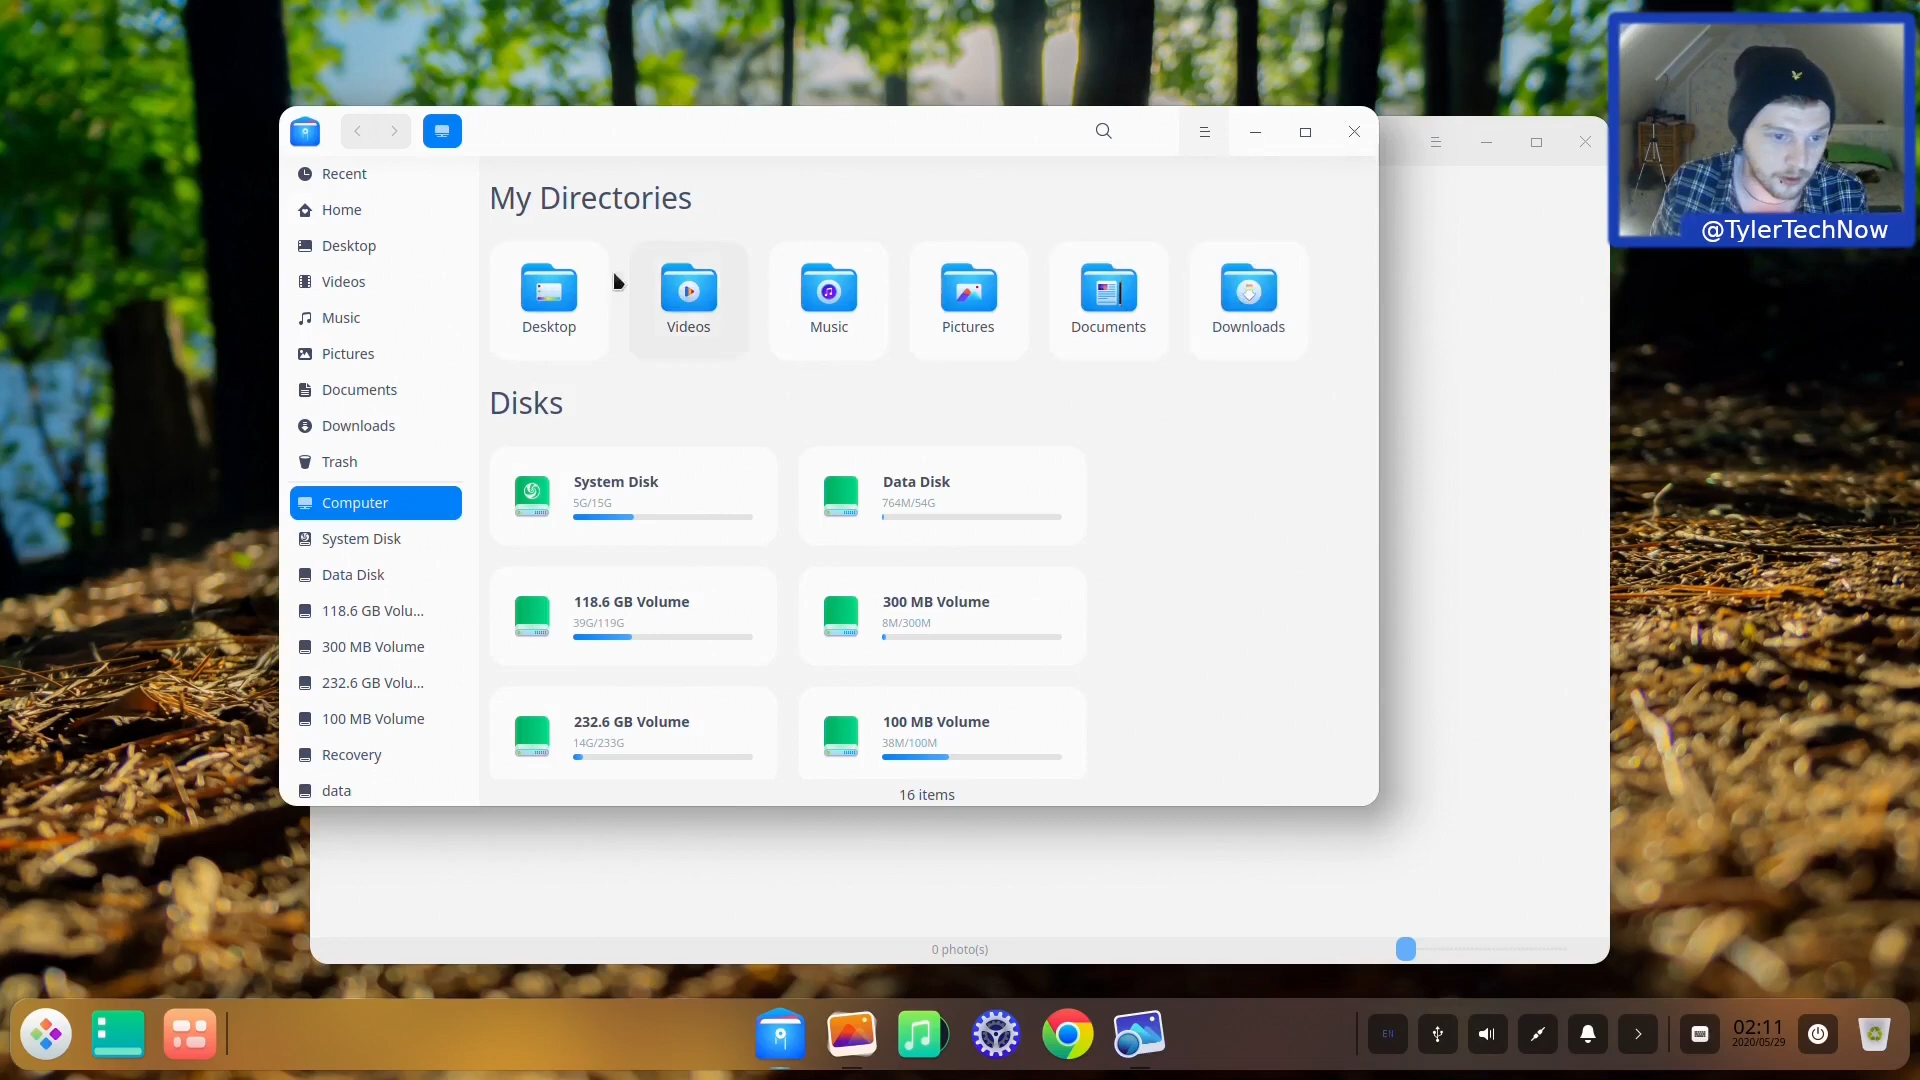 @TylerTechNow
Recent
Home
Desktop
Videos
Music
Pictures
Documents
Downloads
Trash
Computer
System Disk
Data Disk
118.6 GB Volu...
300 MB Volume
232.6 GB Volu...
100 MB Volume
Recovery
data
My Directories
Desktop
Videos
Music
Pictures
Documents
Downloads
Disks
System Disk
5G/15G
Data Disk
764M/54G
118.6 GB Volume
39G/119G
300 MB Volume
8M/300M
232.6 GB Volume
14G/233G
100 MB Volume
38M/100M
16 items
0 photo(s)
EN
02:11
2020/05/29